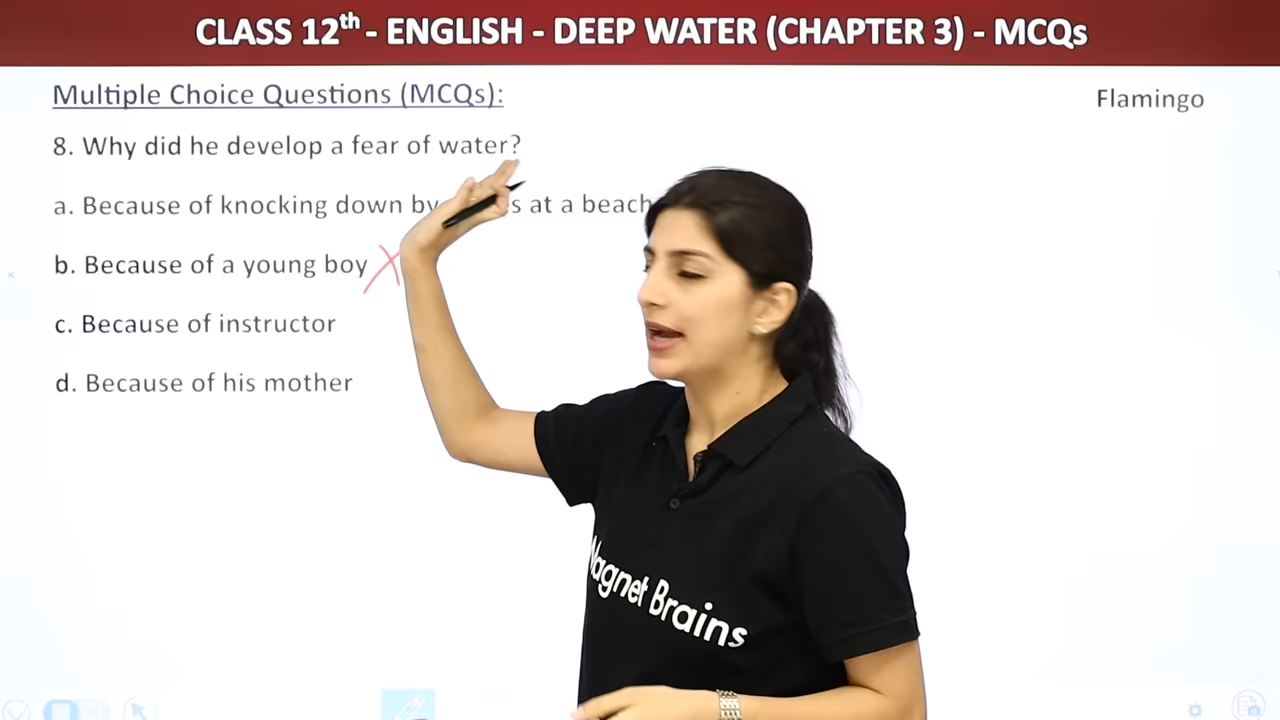 CLASS 12th - ENGLISH - DEEP WATER (CHAPTER 3) - MCQs
Multiple Choice Questions (MCQs):
Flamingo
8. Why did he develop a fear of water?
a. Because of knocking down by at a beach
b. Because of a young boy
c. Because of instructor
d. Because of his mother
Magnet Brains